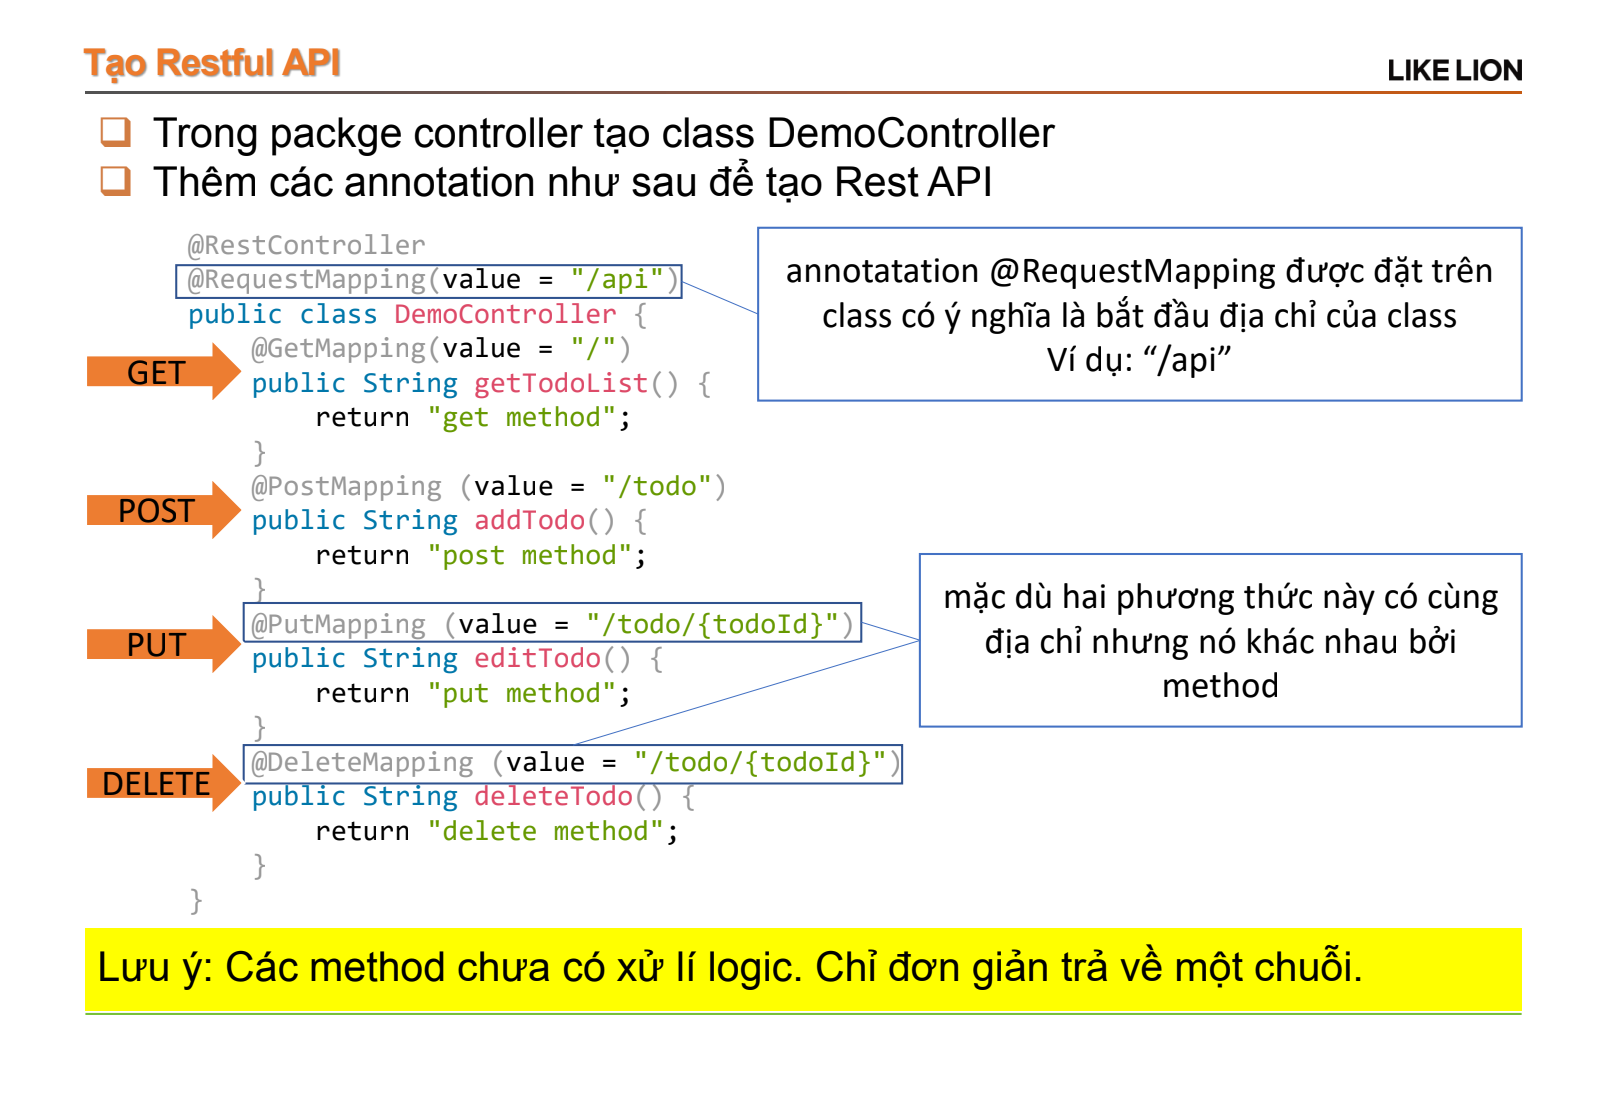 Tạo Restful API
LIKE LION
Trong packge controller tạo class DemoController
Thêm các annotation như sau để tạo Rest API
@RestController
@RequestMapping(value = "/api")
public class DemoController {
@GetMapping(value = "/")
public String getTodoList() {
return "get method";
}
@PostMapping (value = "/todo")
public String addTodo() {
return "post method";
}
@PutMapping (value = "/todo/{todoId}")
public String editTodo() {
return "put method";
}
@DeleteMapping (value = "/todo/{todoId}")
public String deleteTodo() {
return "delete method";
}
}
GET
POST
PUT
DELETE
annotatation @RequestMapping được đặt trên
class có ý nghĩa là bắt đầu địa chỉ của class
Ví dụ: “/api”
mặc dù hai phương thức này có cùng
địa chỉ nhưng nó khác nhau bởi
method
Lưu ý: Các method chưa có xử lí logic. Chỉ đơn giản trả về một chuỗi.